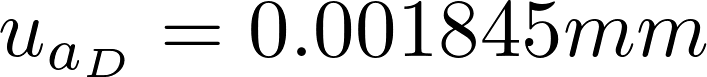 u_{a_D} = 0.001845mm